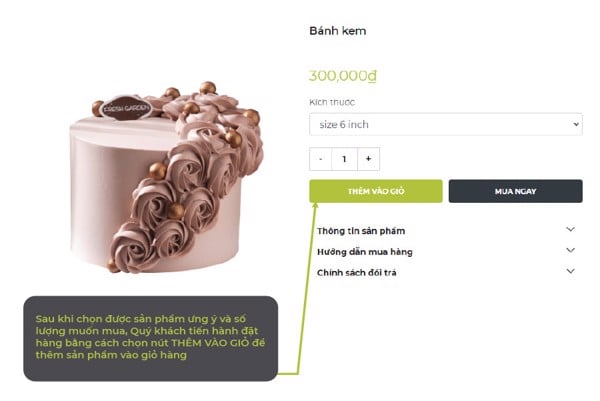 Bánh kem
300,000₫
Kích thước
size 6 inch
- 1 +
THÊM VÀO GIỎ MUA NGAY
Thông tin sản phẩm
Hướng dẫn mua hàng
Chính sách đổi trả
FRESH GARDEN
Sau khi chọn được sản phẩm ưng ý và số
lượng muốn mua, Quý khách tiến hành đặt
hàng bằng cách chọn nút THÊM VÀO GIỎ để
thêm sản phẩm vào giỏ hàng